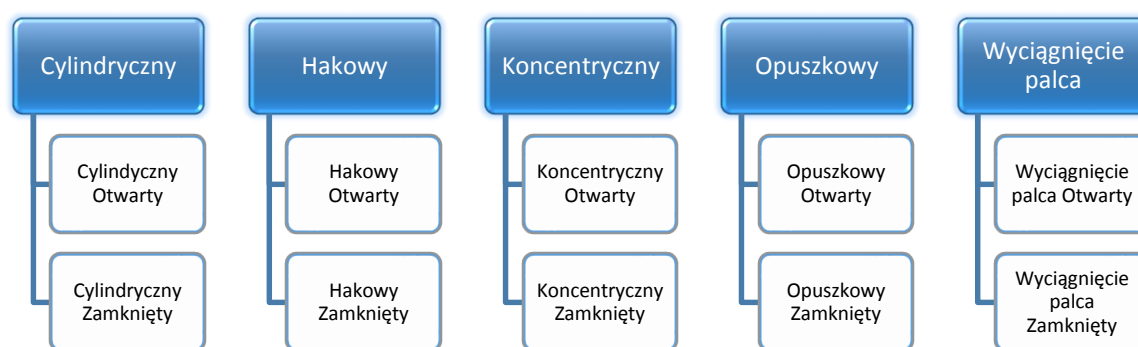 Cylindryczny
Hakowy
Koncentryczny
Opuszkowy
Wyciągnięcie
palca
Cylindyczny
Otwarty
Hakowy
Otwarty
Koncentryczny
Otwarty
Opuszkowy
Otwarty
Wyciągnięcie
palca Otwarty
Cylindryczny
Zamknięty
Hakowy
Zamknięty
Koncentryczny
Zamknięty
Opuszkowy
Zamknięty
Wyciągnięcie
palca
Zamknięty